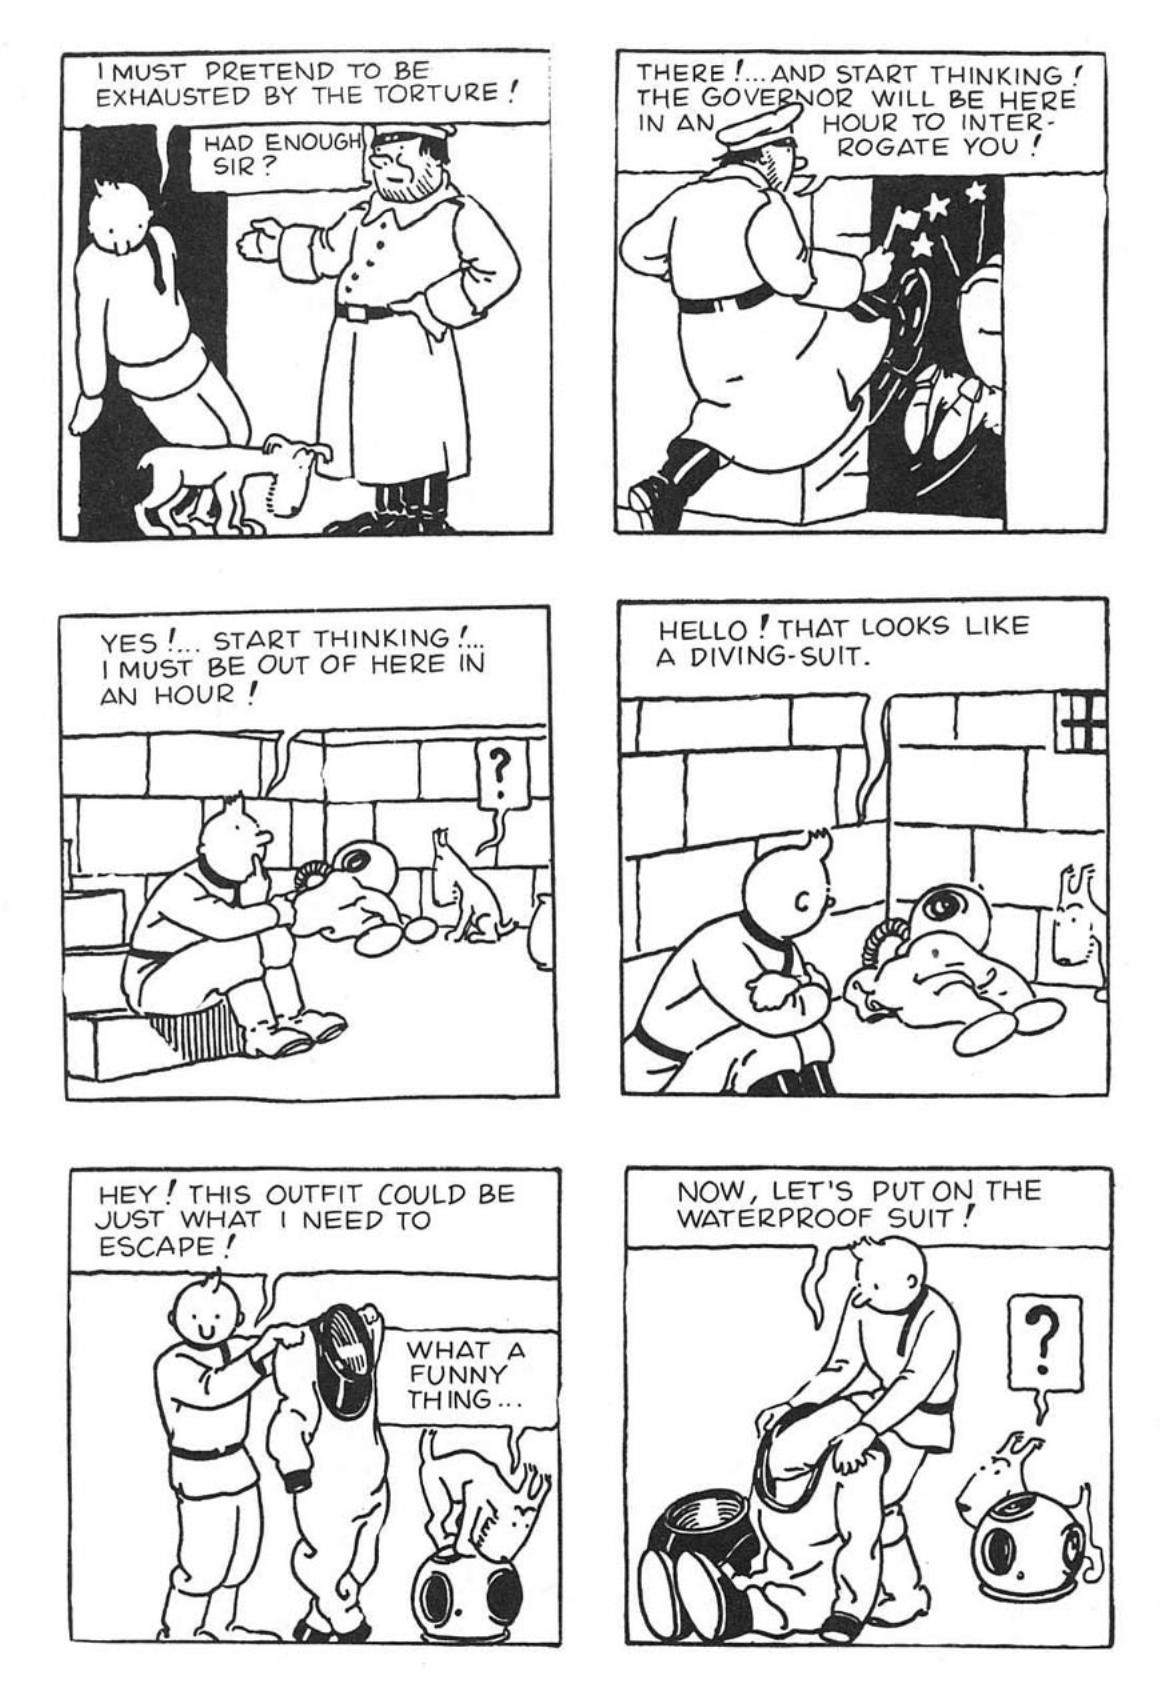 I MUST PRETEND TO BE
EXHAUSTED BY THE TORTURE!
HAD ENOUGH
SIR?
THERE!...AND START THINKING!
THE GOVERNOR WILL BE HERE
IN AN HOUR TO INTER-
ROGATE YOU!
YES!... START THINKING!...
I MUST BE OUT OF HERE IN
AN HOUR!
?
HELLO! THAT LOOKS LIKE
A DIVING-SUIT.
HEY! THIS OUTFIT COULD BE
JUST WHAT I NEED TO
ESCAPE!
WHAT A
FUNNY
THING...
NOW, LET'S PUT ON THE
WATERPROOF SUIT!
?